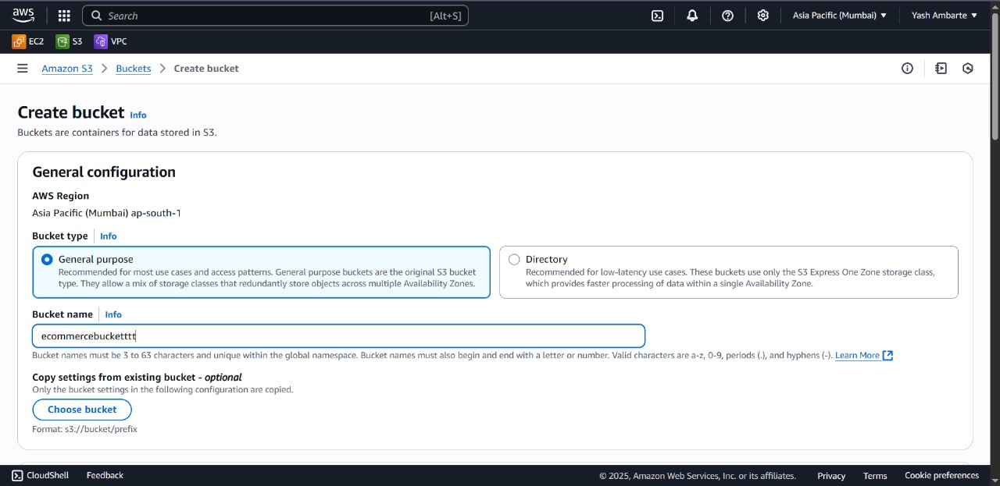 aws Search [Alt+S] Asia Pacific (Mumbai) Yash Ambarte
EC2 S3 VPC
Amazon S3 Buckets Create bucket
Create bucket Info
Buckets are containers for data stored in S3.
General configuration
AWS Region
Asia Pacific (Mumbai) ap-south-1
Bucket type Info
General purpose
Recommended for most use cases and access patterns. General purpose buckets are the original S3 bucket
type. They allow a mix of storage classes that redundantly store objects across multiple Availability Zones.
Directory
Recommended for low-latency use cases. These buckets use only the S3 Express One Zone storage class,
which provides faster processing of data within a single Availability Zone.
Bucket name Info
ecommercebucketttt
Bucket names must be 3 to 63 characters and unique within the global namespace. Bucket names must also begin and end with a letter or number. Valid characters are a-z, 0-9, periods (.), and hyphens (-). Learn More
Copy settings from existing bucket - optional
Only the bucket settings in the following configuration are copied.
Choose bucket
Format: s3://bucket/prefix
CloudShell Feedback © 2025, Amazon Web Services, Inc. or its affiliates. Privacy Terms Cookie preferences